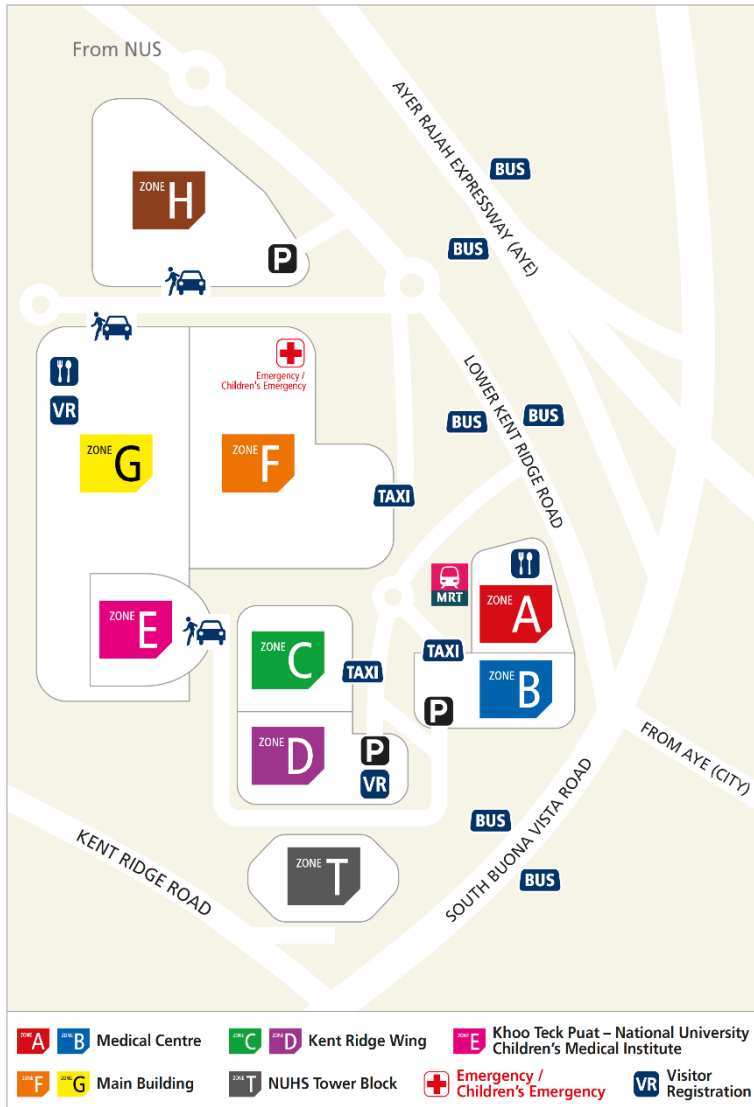 From NUS
AYER RAJAH EXPRESSWAY (AYE)
BUS
ZONE H
BUS
P
Emergency /
Children's Emergency
VR
LOWER KENT RIDGE ROAD
BUS
BUS
ZONE G
ZONE F
TAXI
MRT
ZONE A
ZONE E
ZONE C
TAXI
TAXI
ZONE B
P
ZONE D
P
VR
FROM AYE (CITY)
BUS
SOUTH BUONA VISTA ROAD
KENT RIDGE ROAD
ZONE T
BUS
ZONE A ZONE B Medical Centre
ZONE C ZONE D Kent Ridge Wing
ZONE E Khoo Teck Puat – National University
Children's Medical Institute
ZONE F ZONE G Main Building
ZONE T NUHS Tower Block
Emergency /
Children's Emergency
VR Visitor
Registration